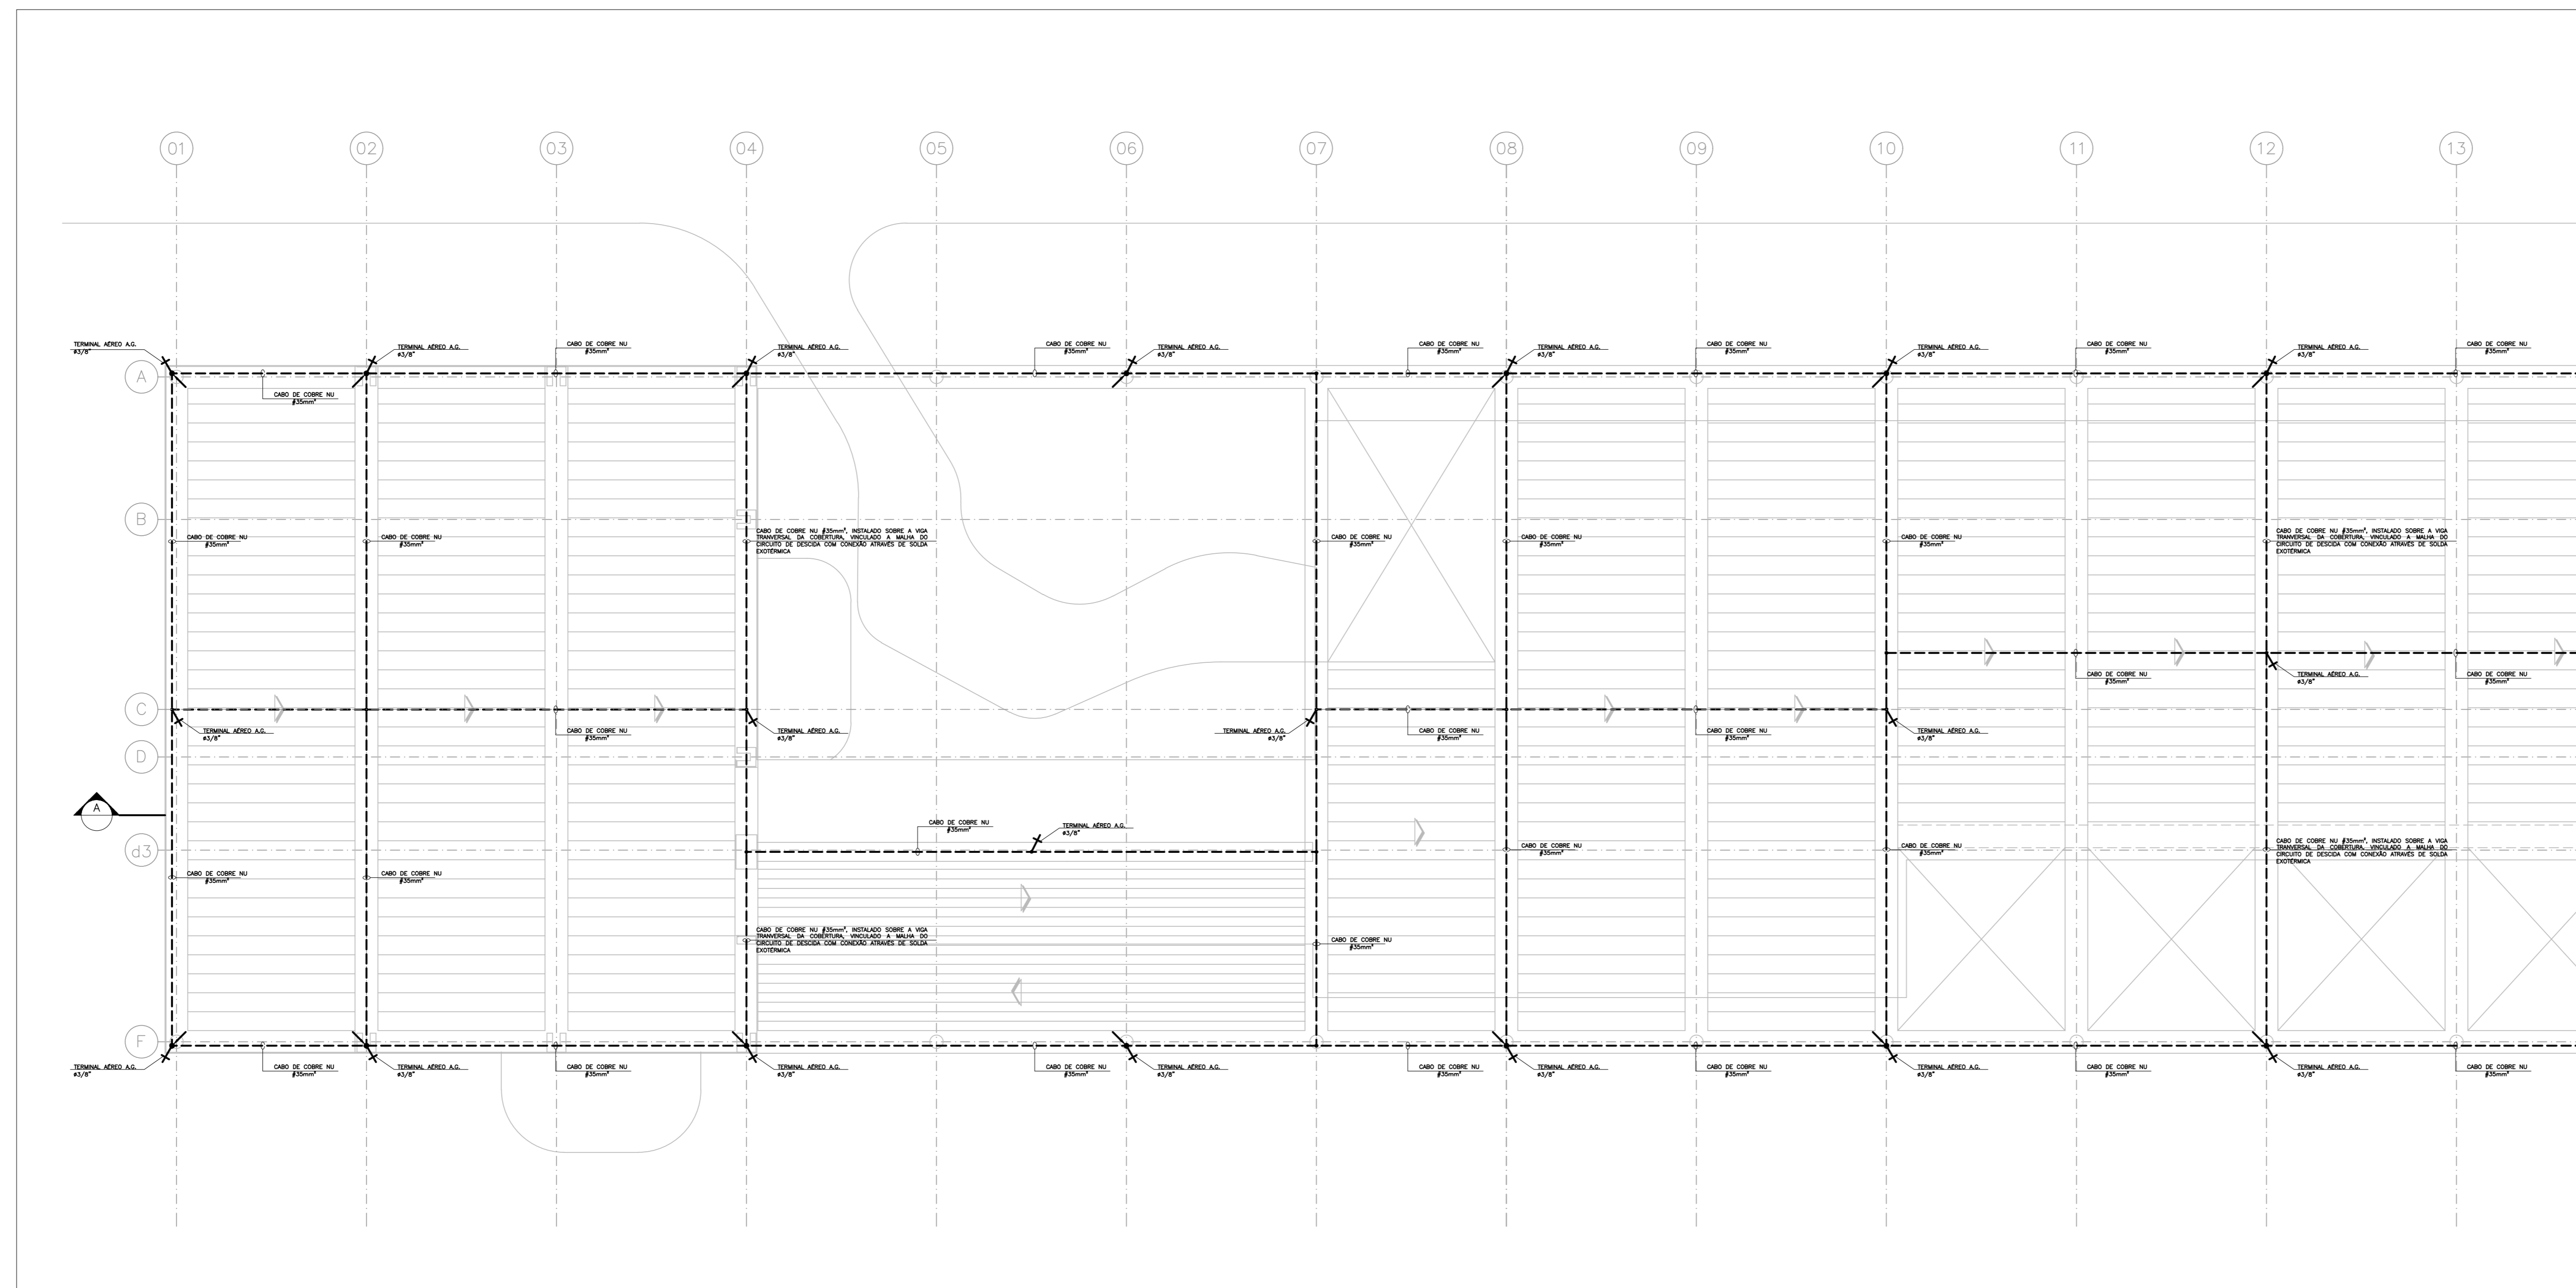 01 02 03 04 05 06 07 08 09 10 11 12 13
TERMINAL AÉREO A.G.
ø3/8"
TERMINAL AÉREO A.G.
ø3/8"
CABO DE COBRE NU
#35mm²
TERMINAL AÉREO A.G.
ø3/8"
CABO DE COBRE NU
#35mm²
TERMINAL AÉREO A.G.
ø3/8"
CABO DE COBRE NU
#35mm²
TERMINAL AÉREO A.G.
ø3/8"
CABO DE COBRE NU
#35mm²
TERMINAL AÉREO A.G.
ø3/8"
CABO DE COBRE NU
#35mm²
TERMINAL AÉREO A.G.
ø3/8"
CABO DE COBRE NU
#35mm²
A
CABO DE COBRE NU
#35mm²
B
CABO DE COBRE NU
#35mm²
CABO DE COBRE NU
#35mm²
CABO DE COBRE NU #35mm², INSTALADO SOBRE A VIGA
TRANVERSAL DA COBERTURA, VINCULADO A MALHA DO
CIRCUITO DE DESCIDA COM CONEXÃO ATRAVÉS DE SOLDA
EXOTÉRMICA
CABO DE COBRE NU
#35mm²
CABO DE COBRE NU
#35mm²
CABO DE COBRE NU
#35mm²
CABO DE COBRE NU #35mm², INSTALADO SOBRE A VIGA
TRANVERSAL DA COBERTURA, VINCULADO A MALHA DO
CIRCUITO DE DESCIDA COM CONEXÃO ATRAVÉS DE SOLDA
EXOTÉRMICA
CABO DE COBRE NU
#35mm²
TERMINAL AÉREO A.G.
ø3/8"
CABO DE COBRE NU
#35mm²
C
TERMINAL AÉREO A.G.
ø3/8"
CABO DE COBRE NU
#35mm²
TERMINAL AÉREO A.G.
ø3/8"
TERMINAL AÉREO A.G.
ø3/8"
CABO DE COBRE NU
#35mm²
CABO DE COBRE NU
#35mm²
TERMINAL AÉREO A.G.
ø3/8"
D
A
CABO DE COBRE NU
#35mm²
TERMINAL AÉREO A.G.
ø3/8"
d3
CABO DE COBRE NU
#35mm²
CABO DE COBRE NU
#35mm²
CABO DE COBRE NU #35mm², INSTALADO SOBRE A VIGA
TRANVERSAL DA COBERTURA, VINCULADO A MALHA DO
CIRCUITO DE DESCIDA COM CONEXÃO ATRAVÉS DE SOLDA
EXOTÉRMICA
CABO DE COBRE NU
#35mm²
CABO DE COBRE NU
#35mm²
CABO DE COBRE NU #35mm², INSTALADO SOBRE A VIGA
TRANVERSAL DA COBERTURA, VINCULADO A MALHA DO
CIRCUITO DE DESCIDA COM CONEXÃO ATRAVÉS DE SOLDA
EXOTÉRMICA
CABO DE COBRE NU
#35mm²
F
TERMINAL AÉREO A.G.
ø3/8"
CABO DE COBRE NU
#35mm²
TERMINAL AÉREO A.G.
ø3/8"
CABO DE COBRE NU
#35mm²
TERMINAL AÉREO A.G.
ø3/8"
CABO DE COBRE NU
#35mm²
TERMINAL AÉREO A.G.
ø3/8"
CABO DE COBRE NU
#35mm²
TERMINAL AÉREO A.G.
ø3/8"
CABO DE COBRE NU
#35mm²
TERMINAL AÉREO A.G.
ø3/8"
CABO DE COBRE NU
#35mm²
TERMINAL AÉREO A.G.
ø3/8"
CABO DE COBRE NU
#35mm²